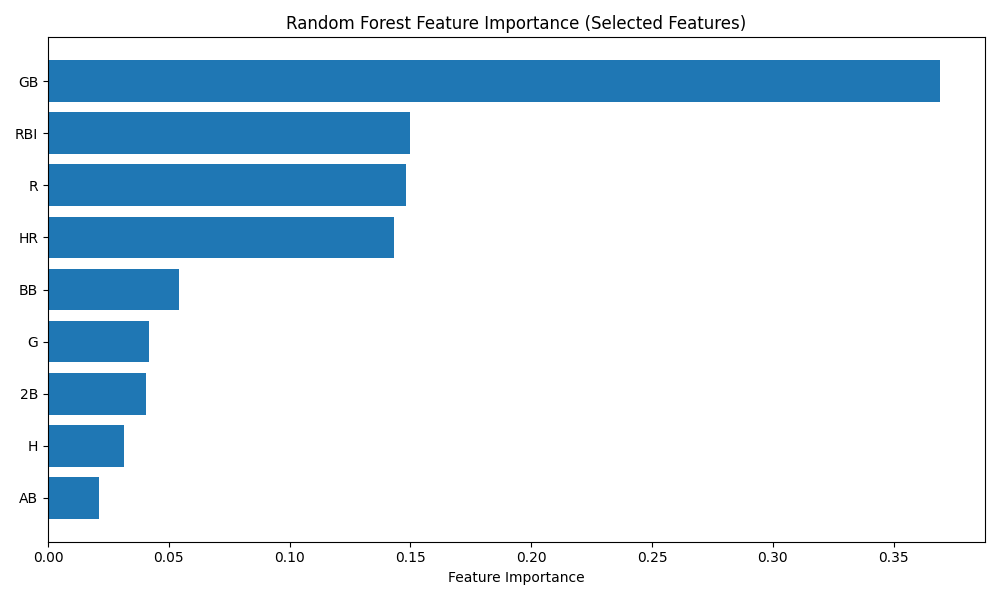 Random Forest Feature Importance (Selected Features)
GB
RBI
R
HR
BB
G
2B
H
AB
0.00 0.05 0.10 0.15 0.20 0.25 0.30 0.35
Feature Importance